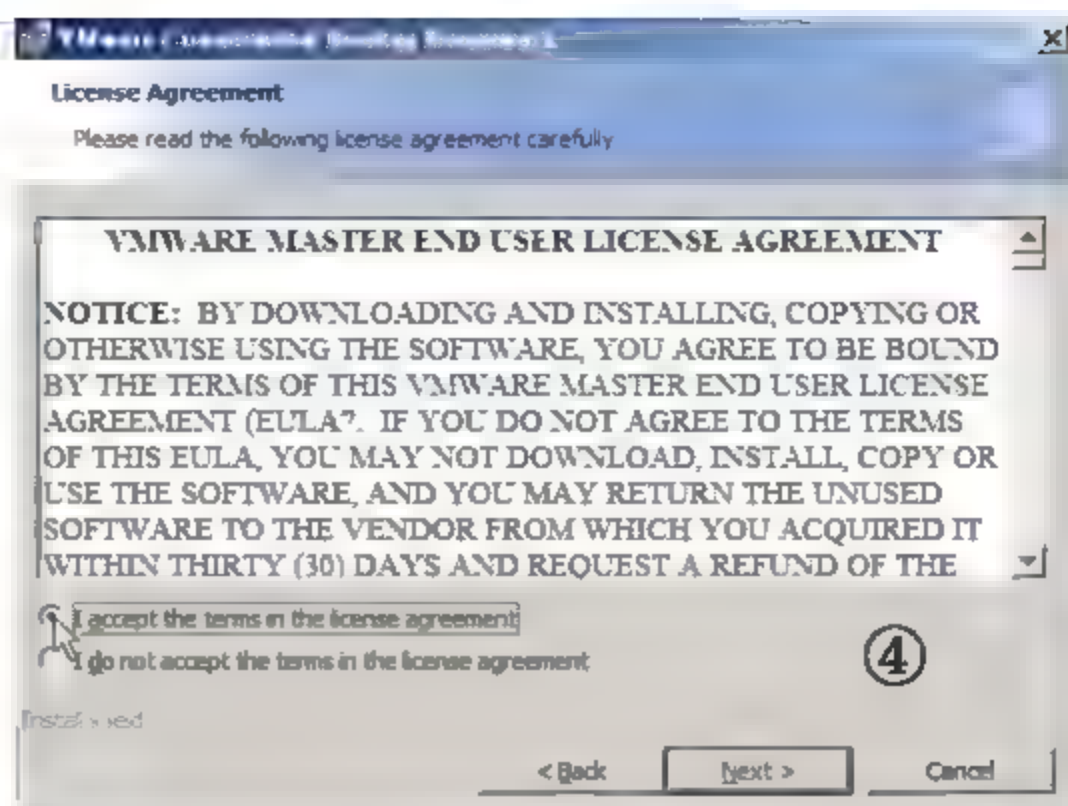 License Agreement
Please read the following license agreement carefully
VMWARE MASTER END USER LICENSE AGREEMENT
NOTICE: BY DOWNLOADING AND INSTALLING, COPYING OR
OTHERWISE USING THE SOFTWARE, YOU AGREE TO BE BOUND
BY THE TERMS OF THIS VMWARE MASTER END USER LICENSE
AGREEMENT (EULA"). IF YOU DO NOT AGREE TO THE TERMS
OF THIS EULA, YOU MAY NOT DOWNLOAD, INSTALL, COPY OR
USE THE SOFTWARE, AND YOU MAY RETURN THE UNUSED
SOFTWARE TO THE VENDOR FROM WHICH YOU ACQUIRED IT
WITHIN THIRTY (30) DAYS AND REQUEST A REFUND OF THE
I accept the terms in the license agreement
I do not accept the terms in the license agreement
④
< Back Next > Cancel